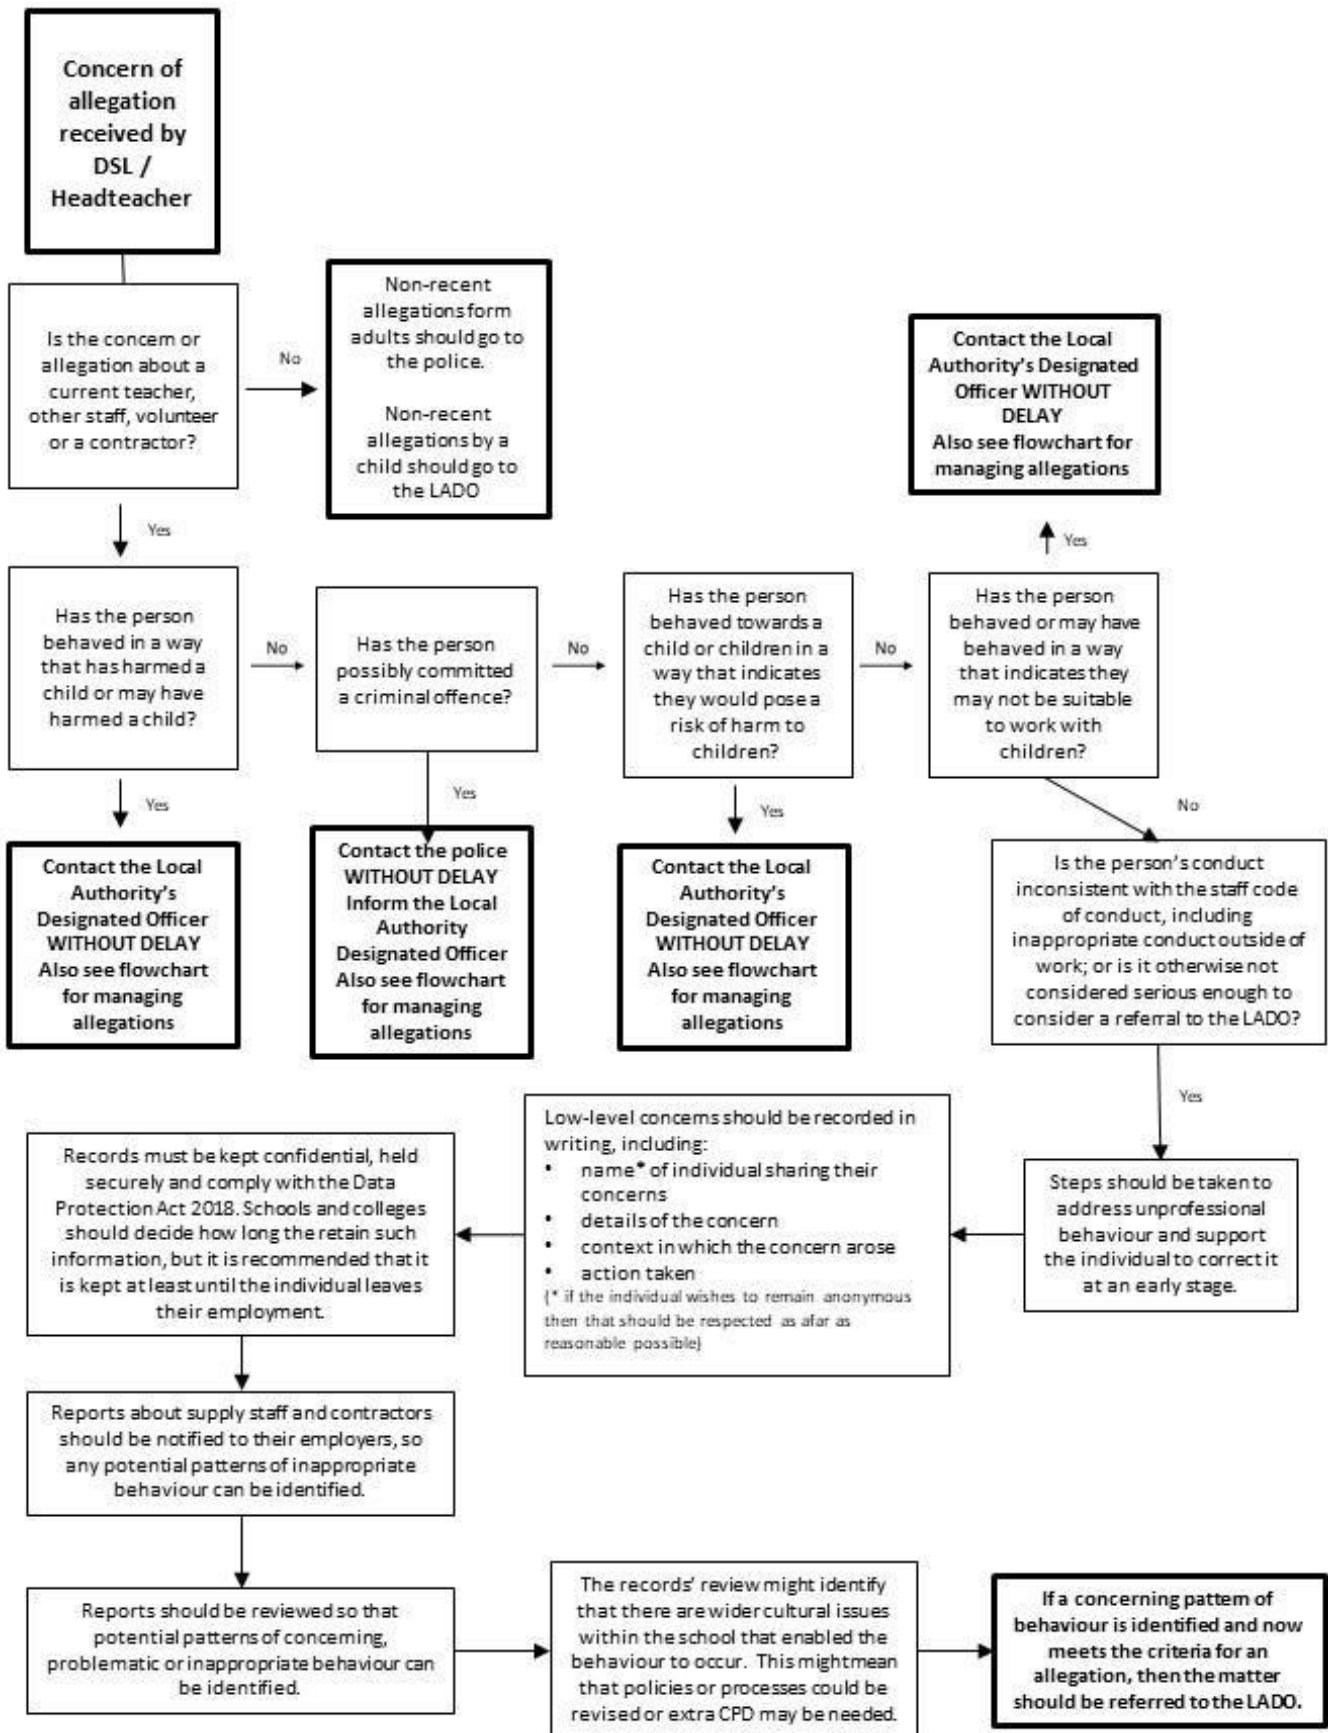 Concern of
allegation
received by
DSL /
Headteacher
Is the concern or
allegation about a
current teacher,
other staff, volunteer
or a contractor?
No
Non-recent
allegations form
adults should go to
the police.
Non-recent
allegations by a
child should go to
the LADO
Yes
Has the person
behaved in a way
that has harmed a
child or may have
harmed a child?
No
Has the person
possibly committed
a criminal offence?
No
Has the person
behaved towards a
child or children in a
way that indicates
they would pose a
risk of harm to
children?
No
Has the person
behaved or may have
behaved in a way
that indicates they
may not be suitable
to work with
children?
Yes
Contact the Local
Authority's Designated
Officer WITHOUT
DELAY
Also see flowchart for
managing allegations
Yes
Contact the Local
Authority's
Designated Officer
WITHOUT DELAY
Also see flowchart
for managing
allegations
Yes
Contact the police
WITHOUT DELAY
Inform the Local
Authority
Designated Officer
Also see flowchart
for managing
allegations
Yes
Contact the Local
Authority's
Designated Officer
WITHOUT DELAY
Also see flowchart
for managing
allegations
No
Is the person's conduct
inconsistent with the staff code
of conduct, including
inappropriate conduct outside of
work; or is it otherwise not
considered serious enough to
consider a referral to the LADO?
Yes
Steps should be taken to
address unprofessional
behaviour and support
the individual to correct it
at an early stage.
Low-level concerns should be recorded in
writing, including:
• name* of individual sharing their
concerns
• details of the concern
• context in which the concern arose
• action taken
(* if the individual wishes to remain anonymous
then that should be respected as afar as
reasonable possible)
Records must be kept confidential, held
securely and comply with the Data
Protection Act 2018. Schools and colleges
should decide how long the retain such
information, but it is recommended that it
is kept at least until the individual leaves
their employment.
Reports about supply staff and contractors
should be notified to their employers, so
any potential patterns of inappropriate
behaviour can be identified.
Reports should be reviewed so that
potential patterns of concerning,
problematic or inappropriate behaviour can
be identified.
The records' review might identify
that there are wider cultural issues
within the school that enabled the
behaviour to occur. This might mean
that policies or processes could be
revised or extra CPD may be needed.
If a concerning pattern of
behaviour is identified and now
meets the criteria for an
allegation, then the matter
should be referred to the LADO.